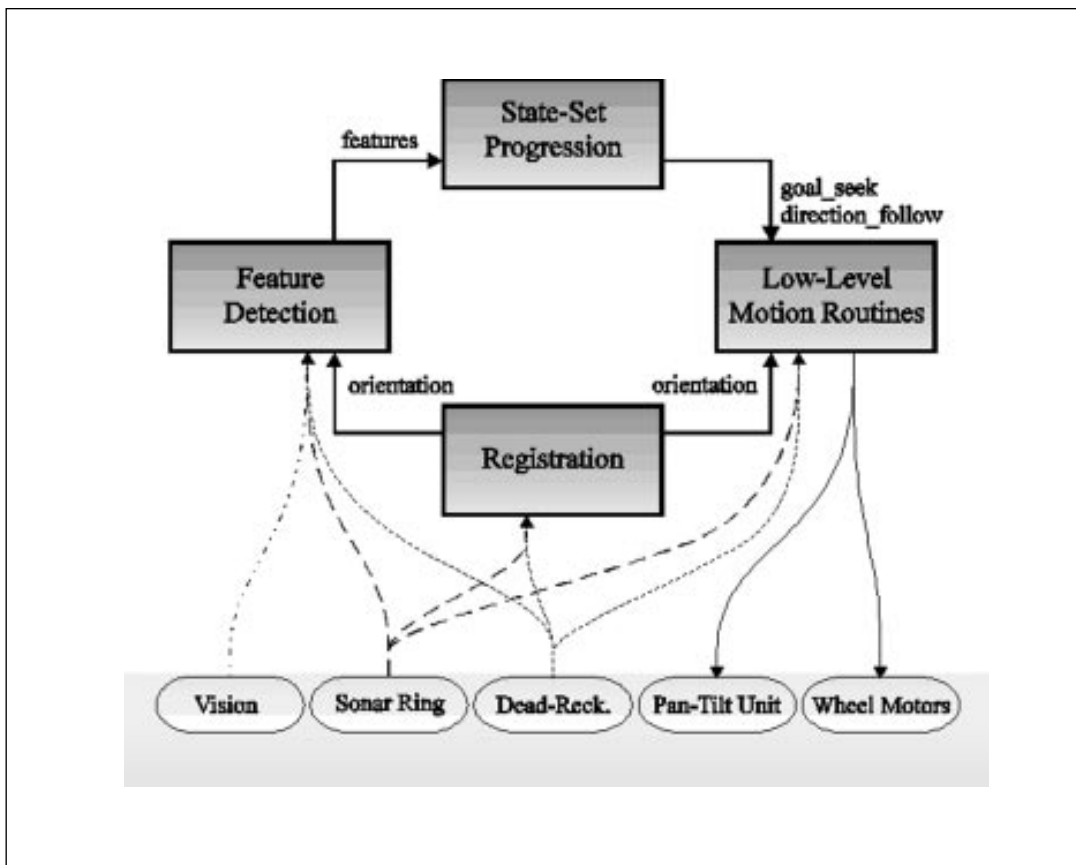 State-Set
Progression
features
goal_seek
direction_follow
Feature
Detection
Low-Level
Motion Routines
orientation
orientation
Registration
Vision
Sonar Ring
Dead-Reck.
Pan-Tilt Unit
Wheel Motors